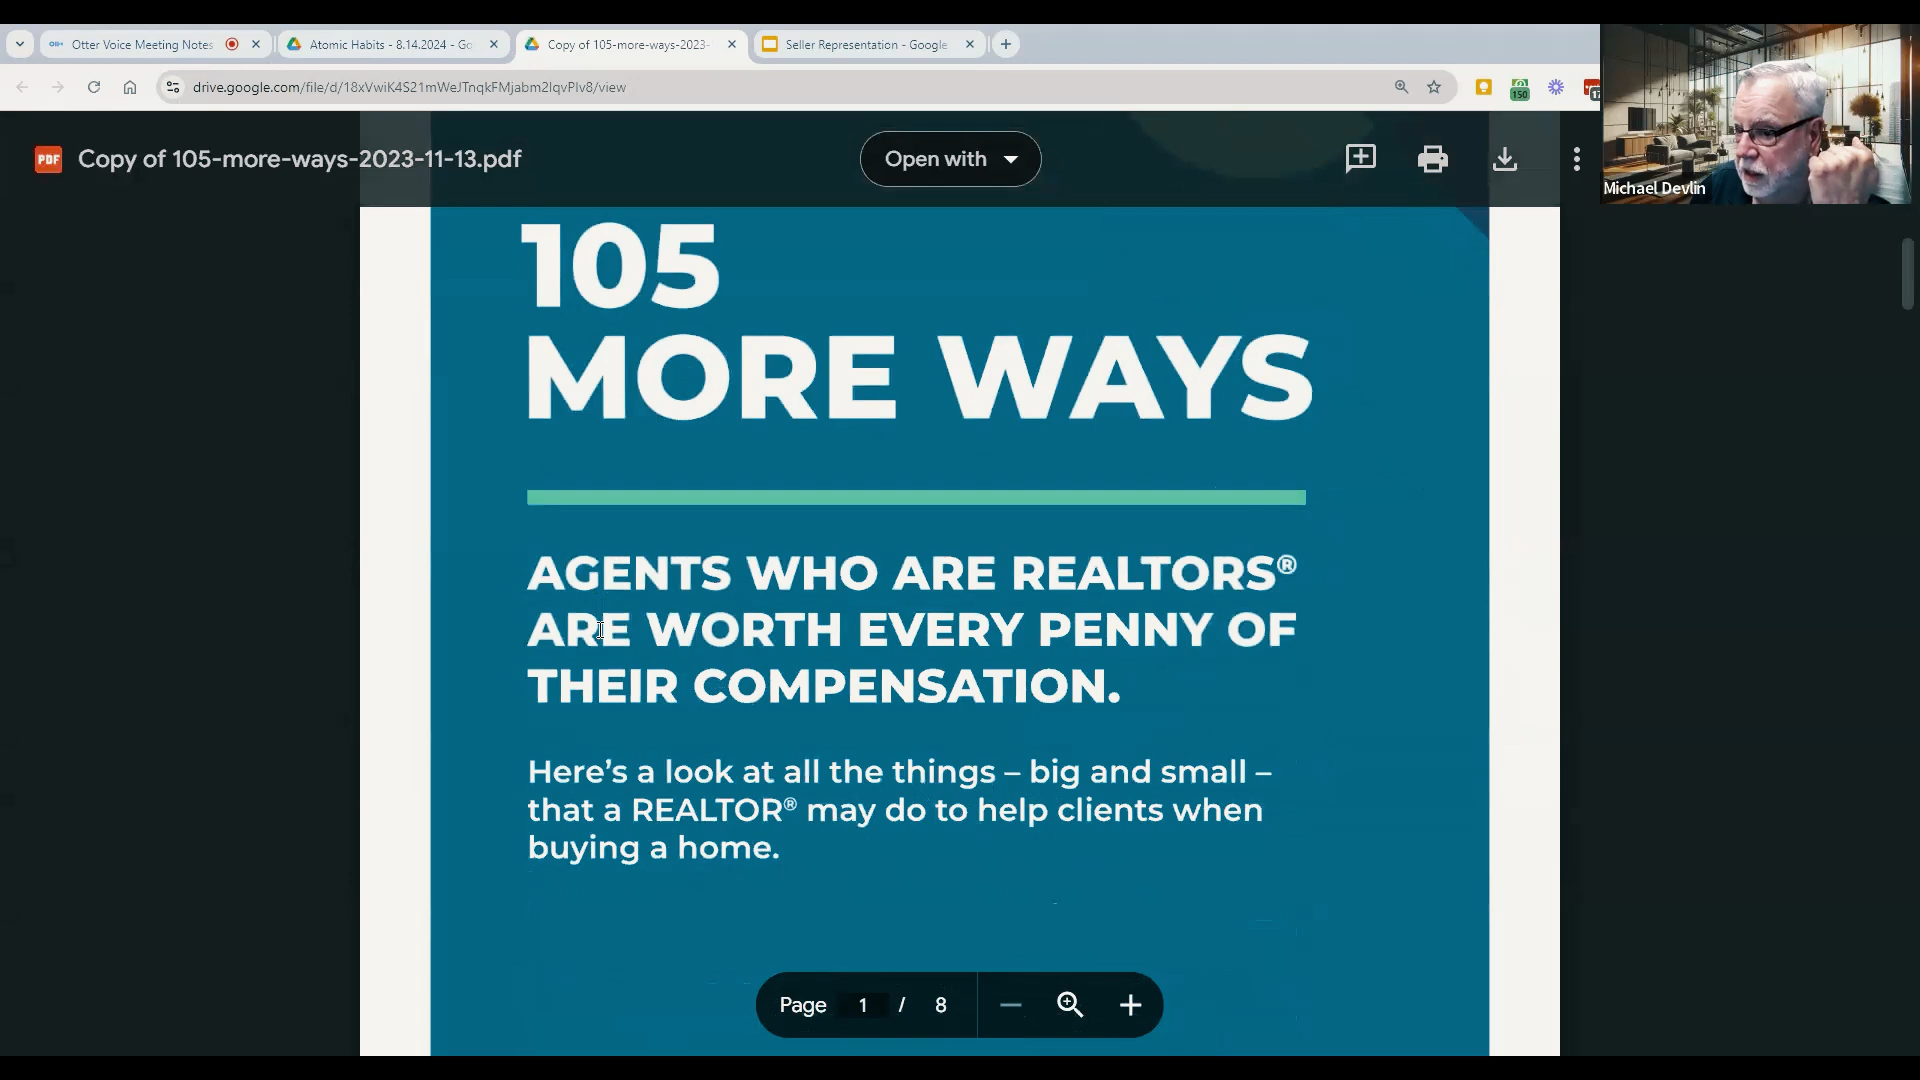 Otter Voice Meeting Notes
Atomic Habits - 8.14.2024 - Go
Copy of 105-more-ways-2023-
Seller Representation - Google
drive.google.com/file/d/18xVwiK4S21mWeJTnqkFMjabm2lqvPlv8/view
150
17
PDF
Copy of 105-more-ways-2023-11-13.pdf
Open with
Michael Devlin
105
MORE WAYS
AGENTS WHO ARE REALTORS®
ARE WORTH EVERY PENNY OF
THEIR COMPENSATION.
Here’s a look at all the things – big and small –
that a REALTOR® may do to help clients when
buying a home.
Page 1 / 8